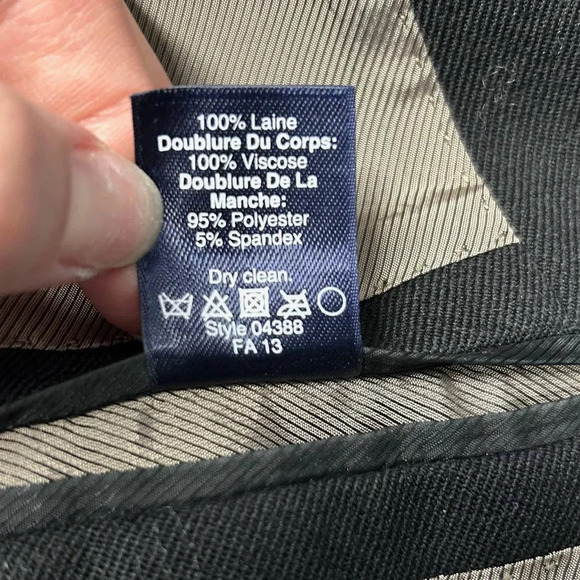 100% Laine
Doublure Du Corps:
100% Viscose
Doublure De La
Manche:
95% Polyester
5% Spandex
Dry clean.
Style 04388
FA 13